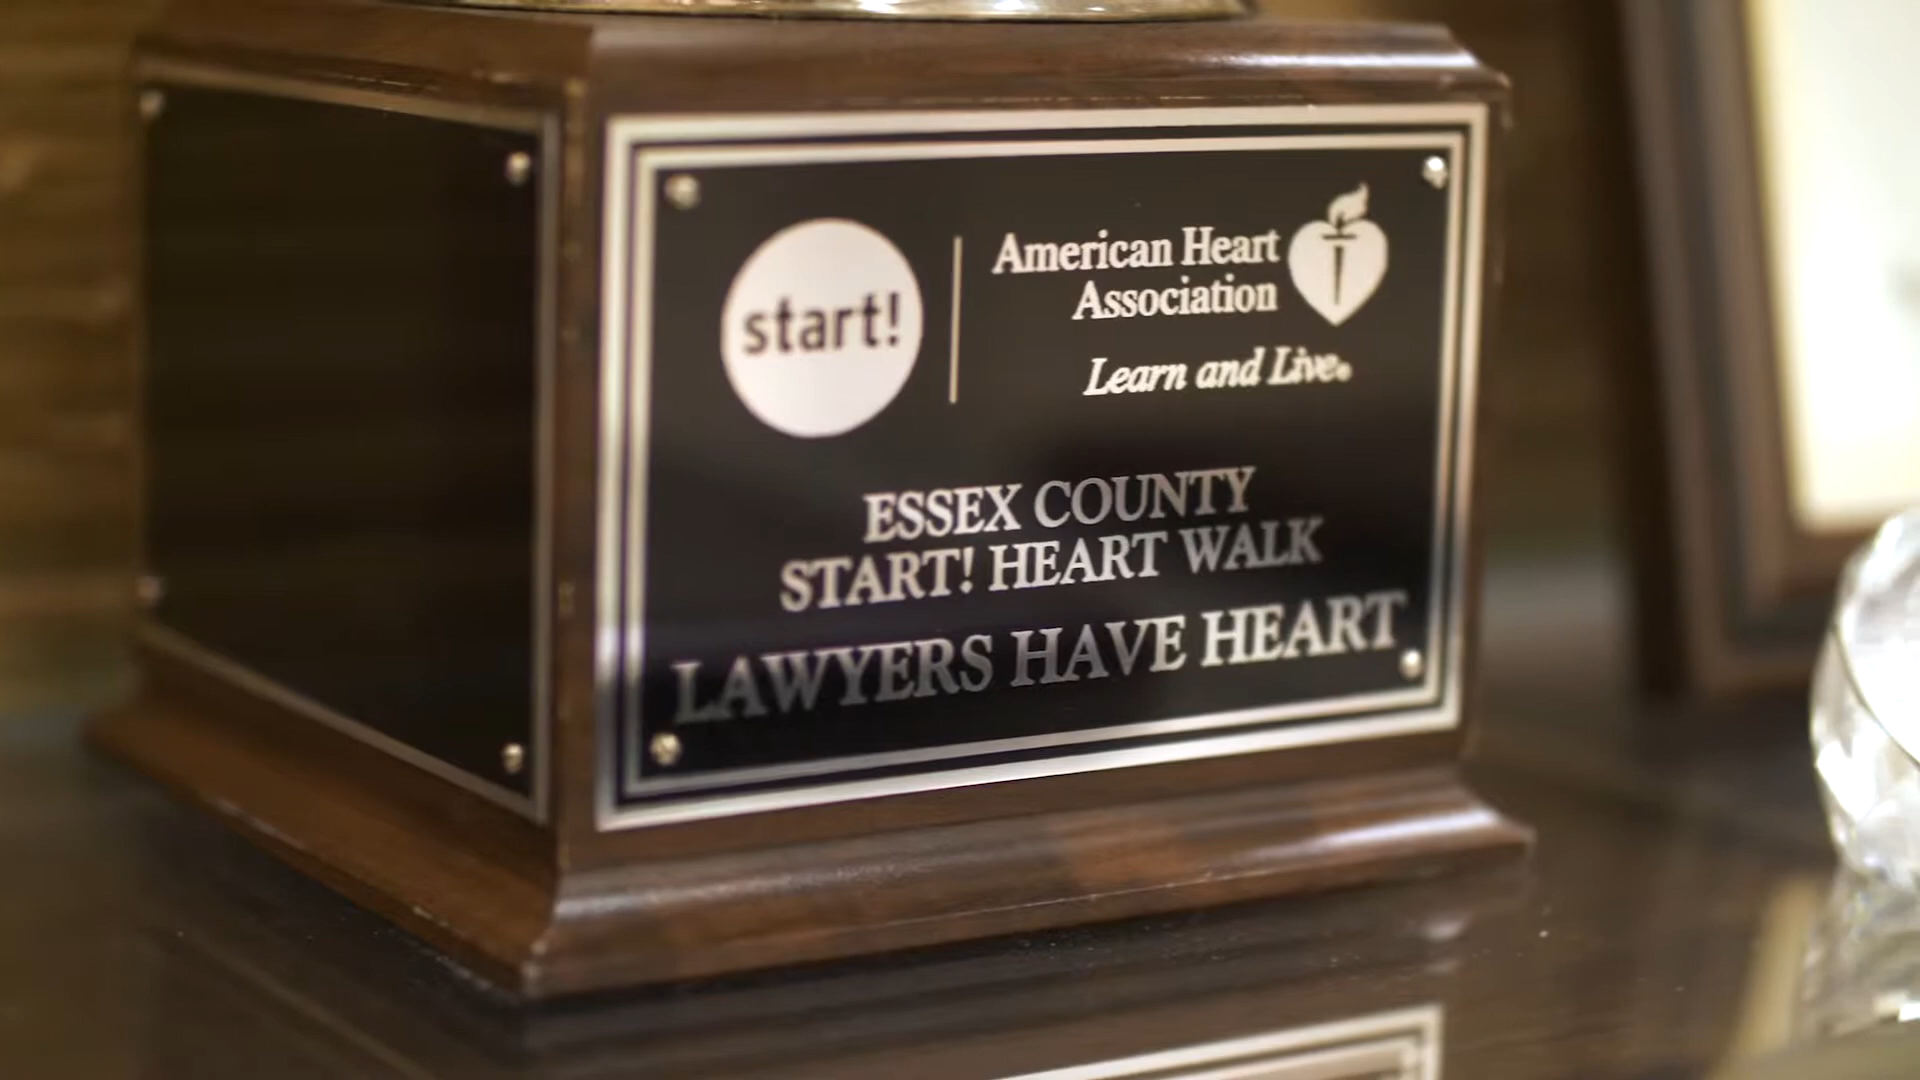 start!
American Heart
Association
Learn and Live®
ESSEX COUNTY
START! HEART WALK
LAWYERS HAVE HEART